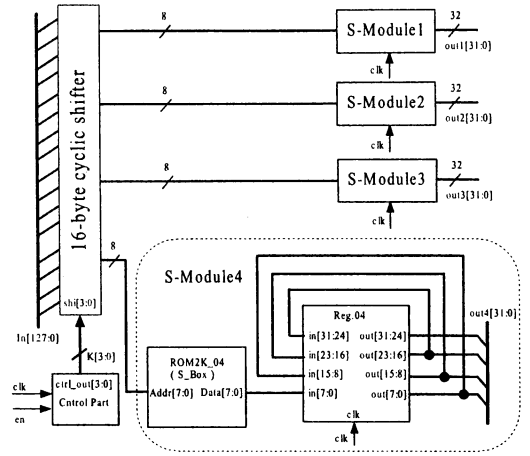 8
S-Module1
32
out1[31:0]
clk
8
S-Module2
32
out2[31:0]
clk
8
S-Module3
32
out3[31:0]
clk
16-byte cyclic shifter
shi[3:0]
In[127:0]
K[3:0]
clk
en
ctrl_out[3:0]
Cntrol Part
8
S-Module4
ROM2K_04
( S_Box )
Addr[7:0] Data[7:0]
Reg.04
in[31:24] out[31:24]
in[23:16] out[23:16]
in[15:8] out[15:8]
in[7:0] out[7:0]
clk
clk
out4[31:0]